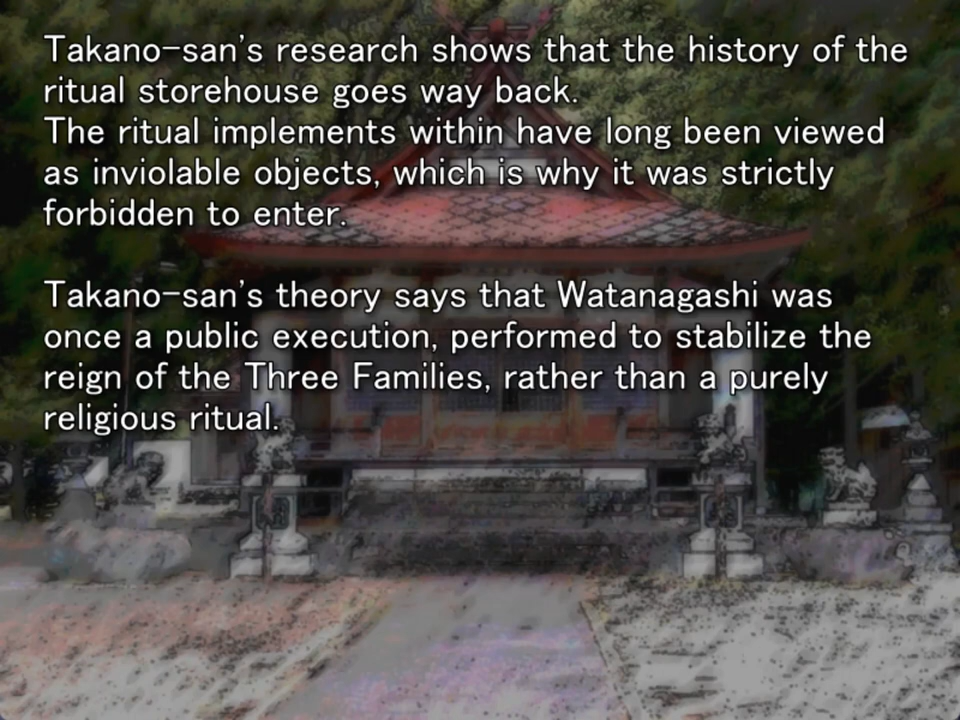 Takano-san's research shows that the history of the
ritual storehouse goes way back.
The ritual implements within have long been viewed
as inviolable objects, which is why it was strictly
forbidden to enter.
Takano-san's theory says that Watanagashi was
once a public execution, performed to stabilize the
reign of the Three Families, rather than a purely
religious ritual.